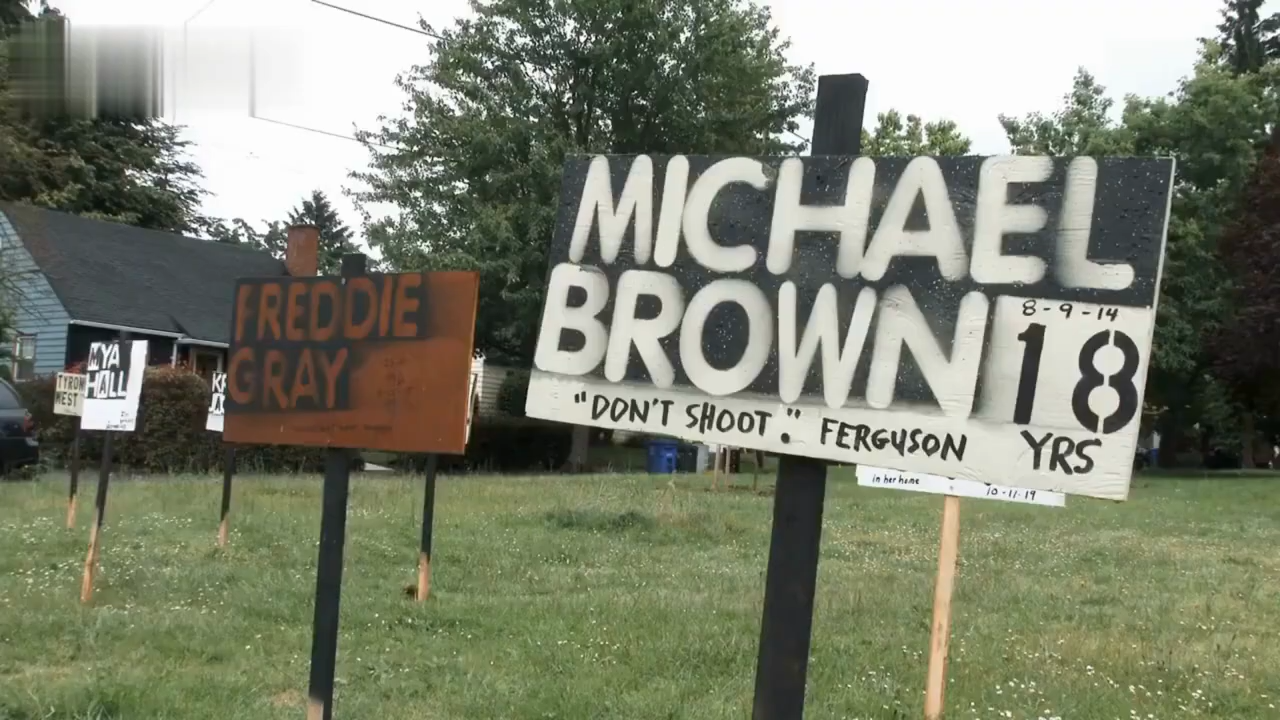 MICHAEL
BROWN
8-9-14
18
YRS
"DON'T SHOOT." FERGUSON
FREDDIE
GRAY
MYA
HALL
TYRON
WEST
in her home
10-11-19